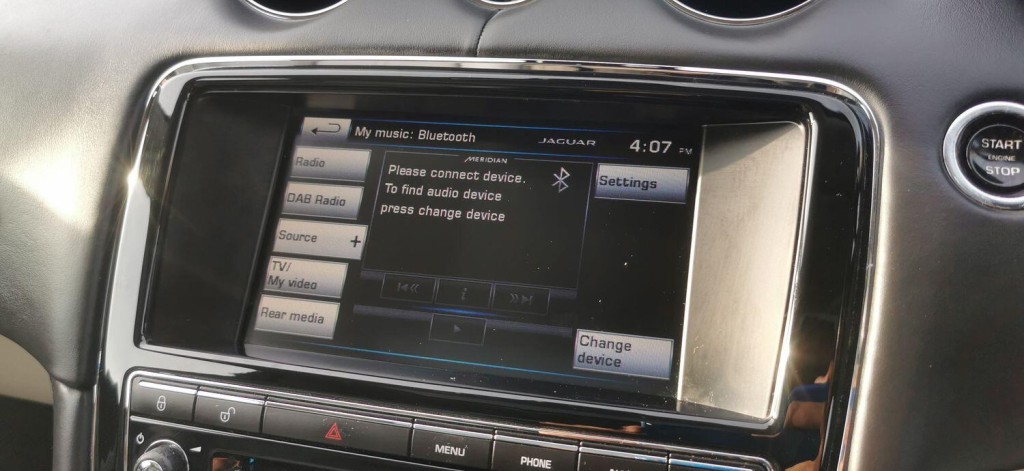 My music: Bluetooth
JAGUAR
4:07 PM
Radio
MERIDIAN
Please connect device.
To find audio device
press change device
Settings
DAB Radio
Source +
TV/
My video
Rear media
Change
device
START
ENGINE
STOP
MENU
PHONE